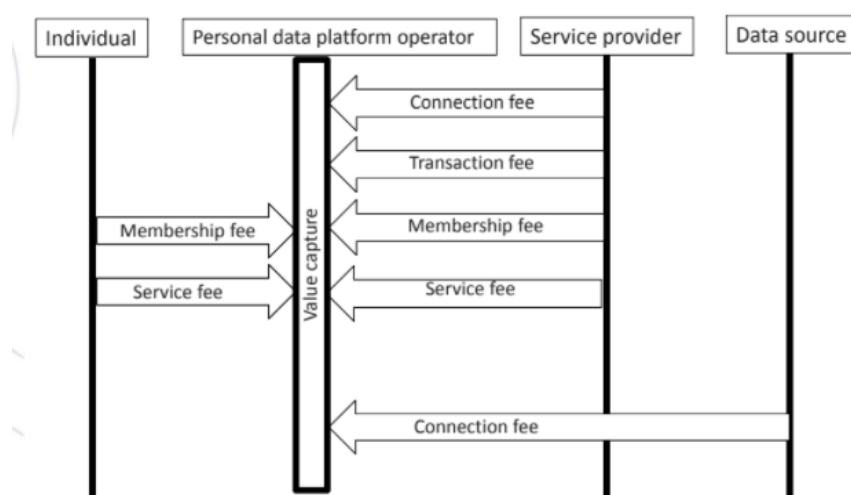 Individual
Personal data platform operator
Service provider
Data source
Connection fee
Transaction fee
Membership fee
Membership fee
Service fee
Service fee
Value capture
Connection fee